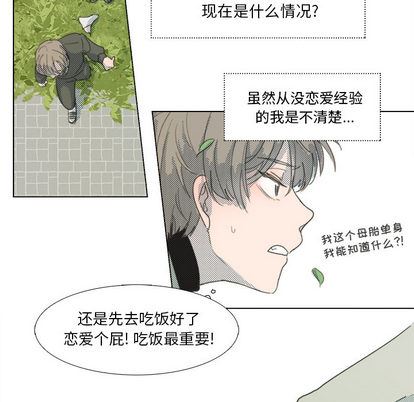 现在是什么情况?
虽然从没恋爱经验
的我是不清楚...
我这个母胎单身
我能知道什么?!
还是先去吃饭好了
恋爱个屁! 吃饭最重要!